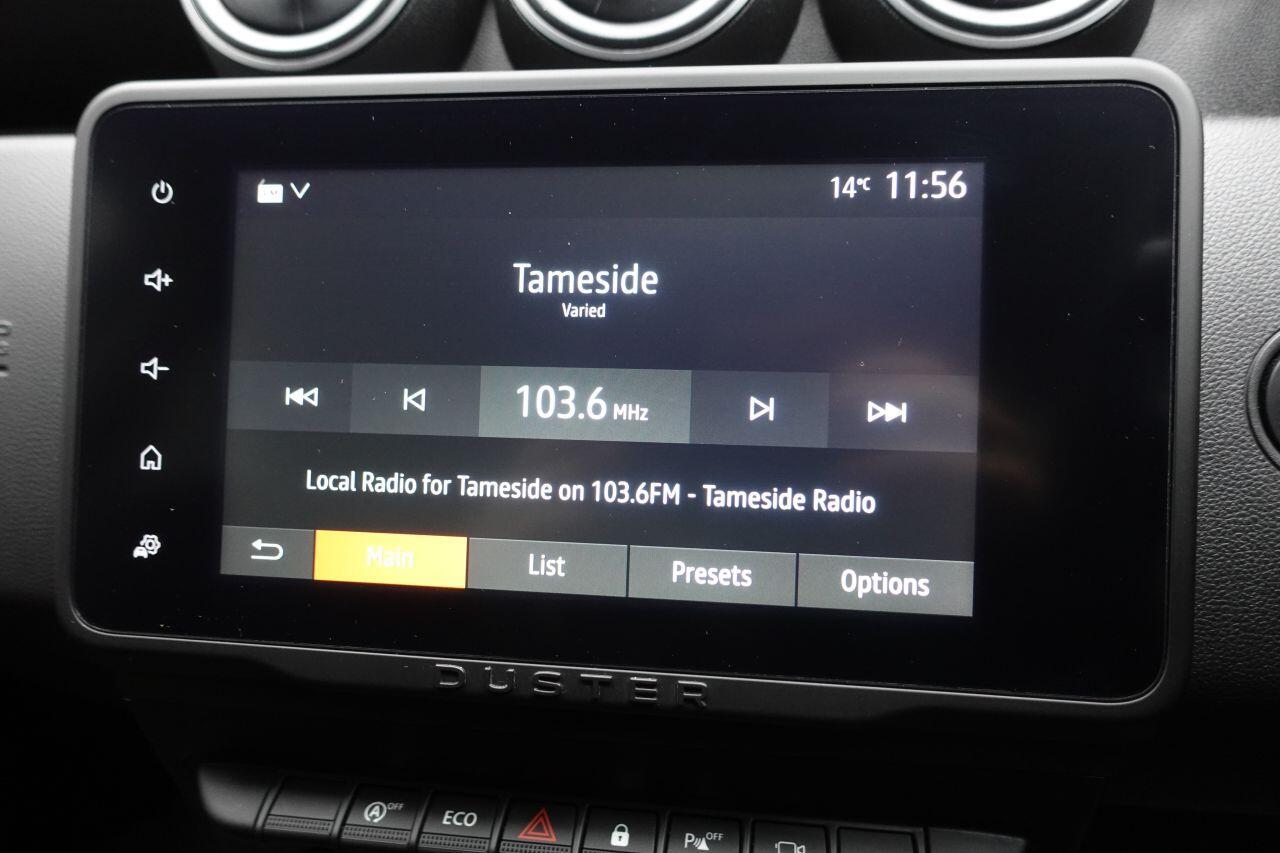 14°C 11:56
Tameside
Varied
103.6 MHz
Local Radio for Tameside on 103.6FM - Tameside Radio
Main List Presets Options
DUSTER
A OFF ECO P OFF